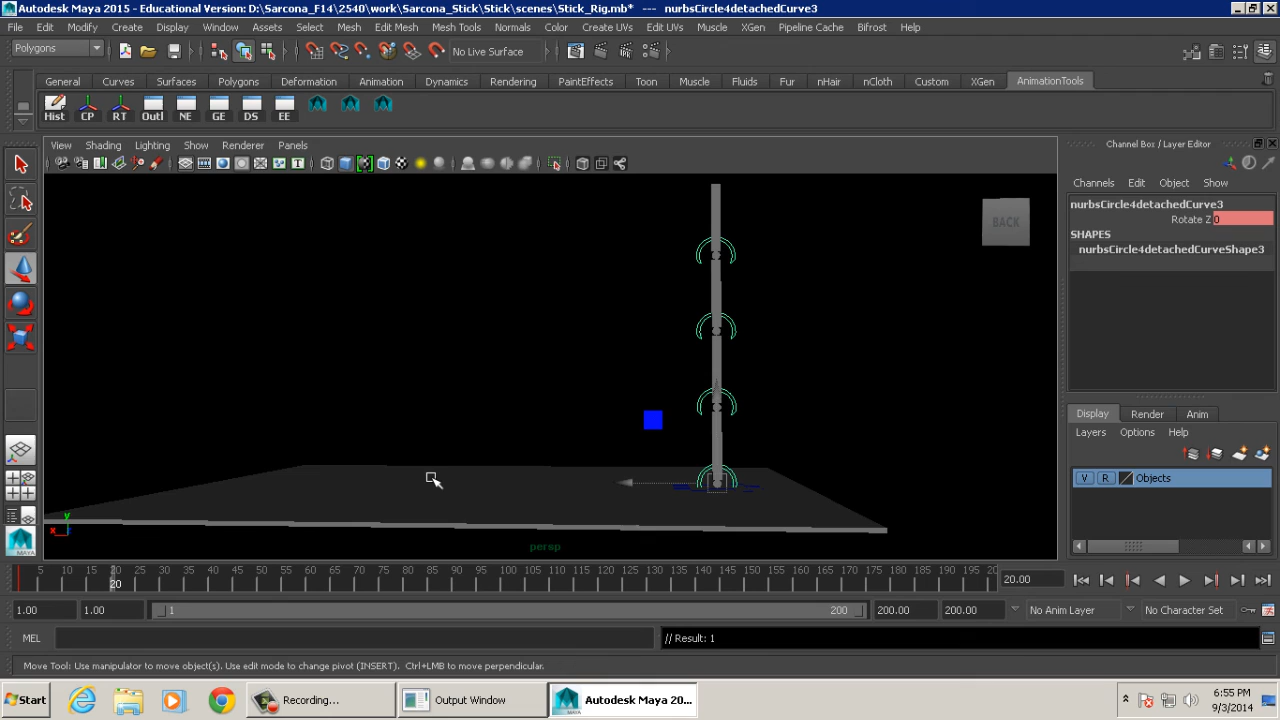 Autodesk Maya 2015 - Educational Version: D:\Sarcona_F14\2540\work\Sarcona_Stick\Stick\scenes\Stick_Rig.mb* --- nurbsCircle4detachedCurve3
File Edit Modify Create Display Window Assets Select Mesh Edit Mesh Mesh Tools Normals Color Create UVs Edit UVs Muscle XGen Pipeline Cache Bifrost Help
Polygons No Live Surface
General Curves Surfaces Polygons Deformation Animation Dynamics Rendering PaintEffects Toon Muscle Fluids Fur nHair nCloth Custom XGen AnimationTools
Hist CP RT Outl NE GE DS EE
View Shading Lighting Show Renderer Panels
Channel Box / Layer Editor
Channels Edit Object Show
nurbsCircle4detachedCurve3
Rotate Z 0
SHAPES
nurbsCircle4detachedCurveShape3
BACK
Display Render Anim
Layers Options Help
V R Objects
y
x
persp
5 10 15 20 25 30 35 40 45 50 55 60 65 70 75 80 85 90 95 100 105 110 115 120 125 130 135 140 145 150 155 160 165 170 175 180 185 190 195 20
20
20.00
1.00 1.00 1 200 200.00 200.00 No Anim Layer No Character Set
MEL // Result: 1
Move Tool: Use manipulator to move object(s). Use edit mode to change pivot (INSERT). Ctrl+LMB to move perpendicular.
Start Recording... Output Window MAYA Autodesk Maya 20... 6:55 PM
9/3/2014